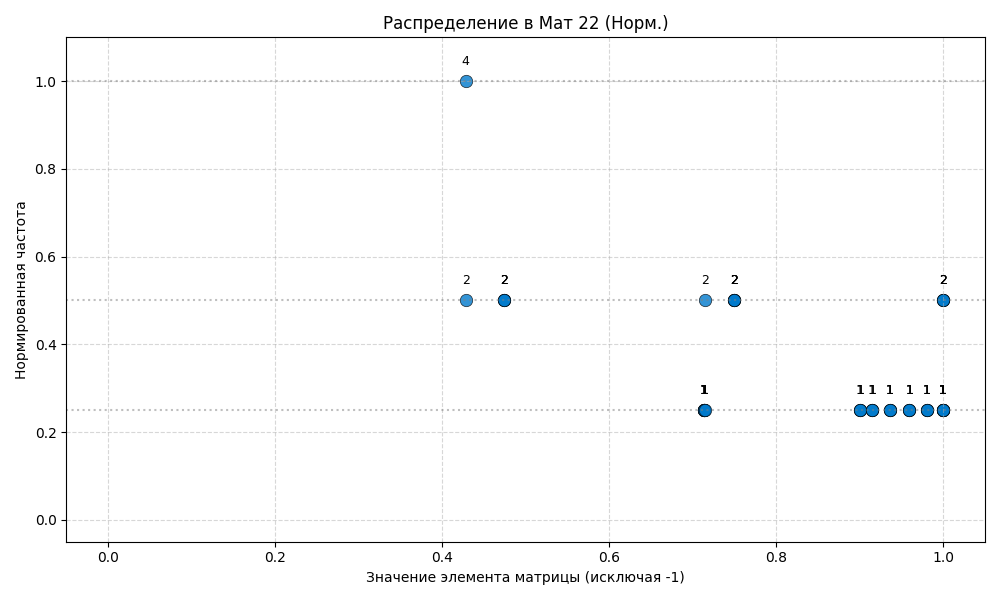 Распределение в Мат 22 (Норм.)
4
1.0
0.8
0.6
2 2 2 2 2
0.4
1 1 1 1 1 1 1
0.2
0.0
Нормированная частота
0.0 0.2 0.4 0.6 0.8 1.0
Значение элемента матрицы (исключая -1)